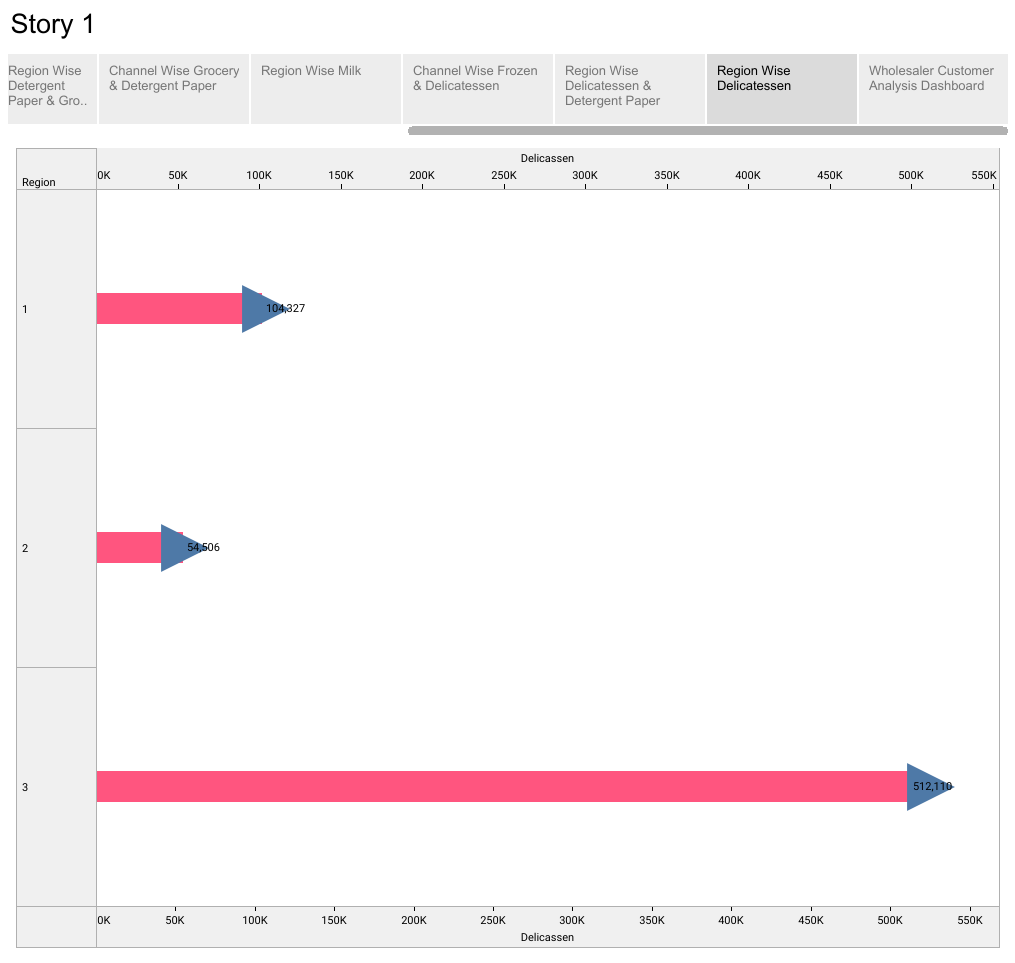 Story 1
Region Wise
Detergent
Paper & Gro..
Channel Wise Grocery
& Detergent Paper
Region Wise Milk
Channel Wise Frozen
& Delicatessen
Region Wise
Delicatessen &
Detergent Paper
Region Wise
Delicatessen
Wholesaler Customer
Analysis Dashboard
Delicassen
Region
0K 50K 100K 150K 200K 250K 300K 350K 400K 450K 500K 550K
1
104,327
2
54,506
3
512,110
0K 50K 100K 150K 200K 250K 300K 350K 400K 450K 500K 550K
Delicassen